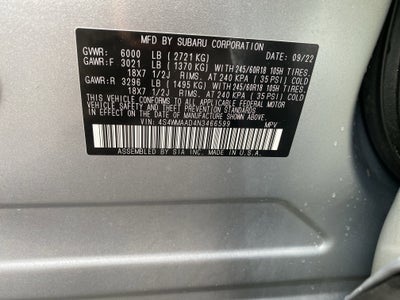 MFD BY SUBARU CORPORATION
GVWR: 6000 LB (2721 KG) DATE: 09/22
GAWR:F 3021 LB (1370 KG) WITH 245/60R18 105H TIRES.
18X7 1/2J RIMS. AT 240 KPA (35 PSI) COLD
GAWR:R 3296 LB (1495 KG) WITH 245/60R18 105H TIRES.
18X7 1/2J RIMS. AT 240 KPA (35 PSI) COLD
THIS VEHICLE CONFORMS TO ALL APPLICABLE FEDERAL MOTOR
VEHICLE SAFETY STANDARDS IN EFFECT ON THE DATE OF
MANUFACTURE SHOWN ABOVE.
VIN: 4S4WMAAD4N3466599 MPV
ASSEMBLED BY SIA INC. IN U.S.A.